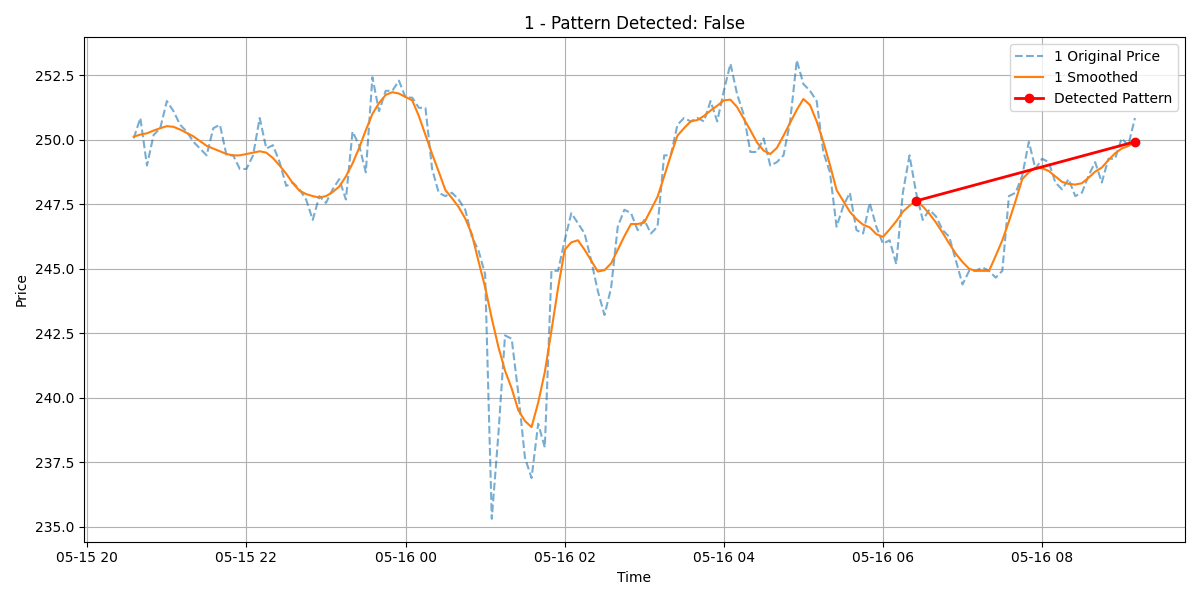 1 - Pattern Detected: False
1 Original Price
1 Smoothed
Detected Pattern
Price
252.5
250.0
247.5
245.0
242.5
240.0
237.5
235.0
05-15 20
05-15 22
05-16 00
05-16 02
05-16 04
05-16 06
05-16 08
Time